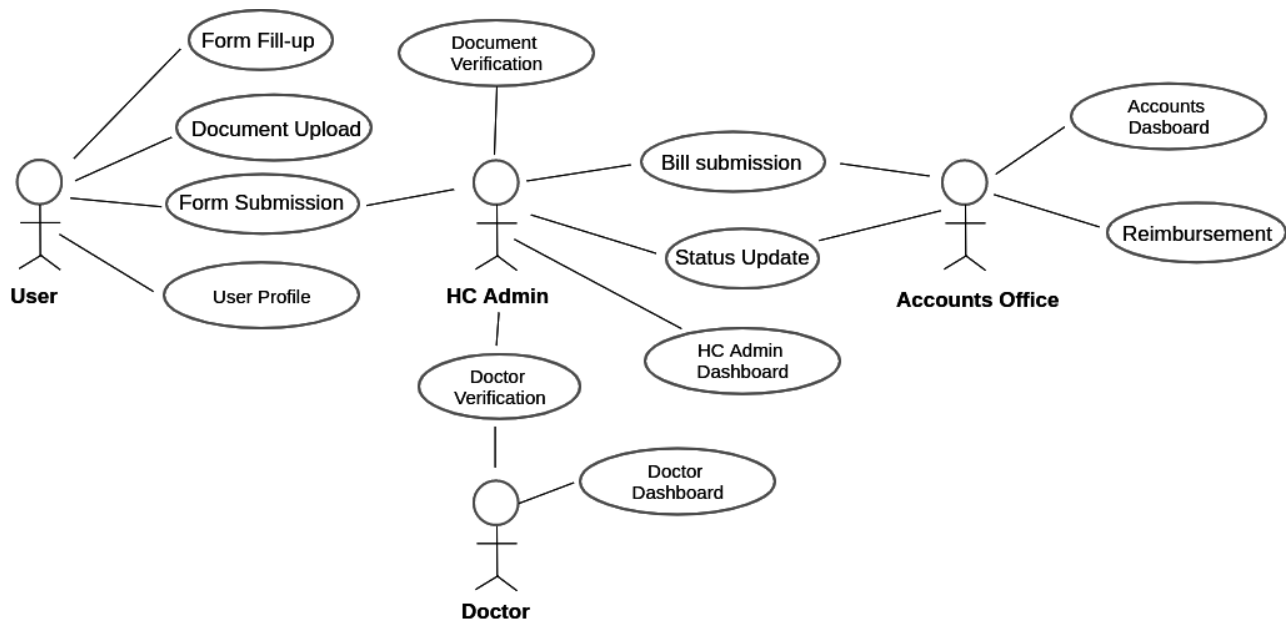 Form Fill-up
Document
Verification
Accounts
Dasboard
Document Upload
Bill submission
Form Submission
Reimbursement
Status Update
User Profile
User
HC Admin
Accounts Office
HC Admin
Dashboard
Doctor
Verification
Doctor
Dashboard
Doctor